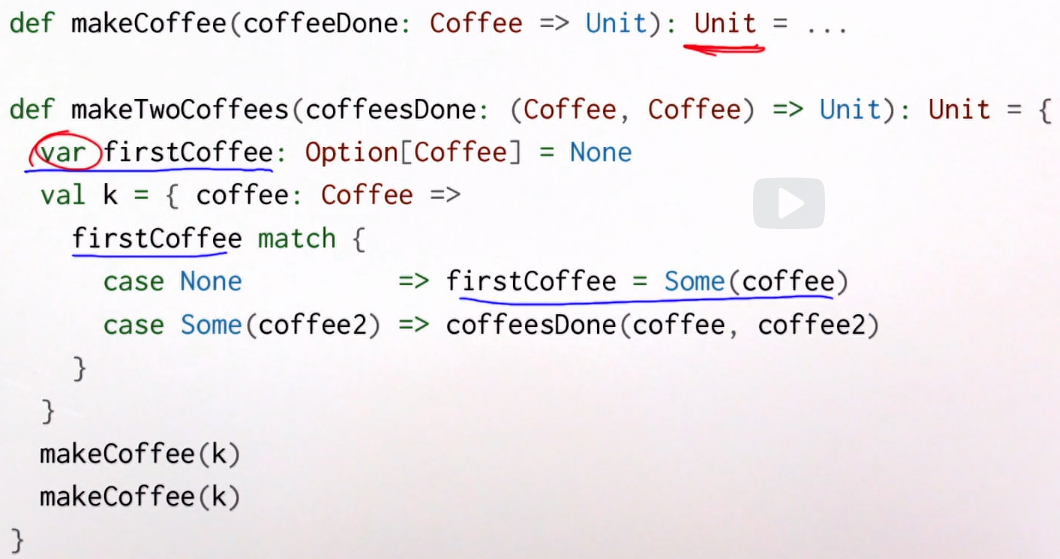 def makeCoffee(coffeeDone: Coffee => Unit): Unit = ...
def makeTwoCoffees(coffeesDone: (Coffee, Coffee) => Unit): Unit = {
  var firstCoffee: Option[Coffee] = None
  val k = { coffee: Coffee =>
    firstCoffee match {
      case None          => firstCoffee = Some(coffee)
      case Some(coffee2) => coffeesDone(coffee, coffee2)
    }
  }
  makeCoffee(k)
  makeCoffee(k)
}